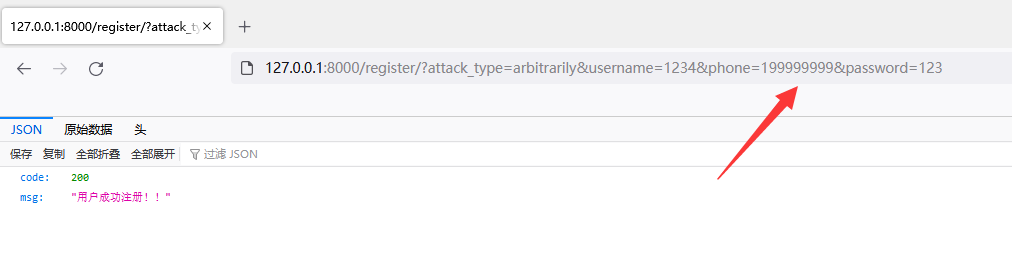 127.0.0.1:8000/register/?attack_ty
127.0.0.1:8000/register/?attack_type=arbitrarily&username=1234&phone=199999999&password=123
JSON 原始数据 头
保存 复制 全部折叠 全部展开 过滤 JSON
code: 200
msg: "用户成功注册！！"